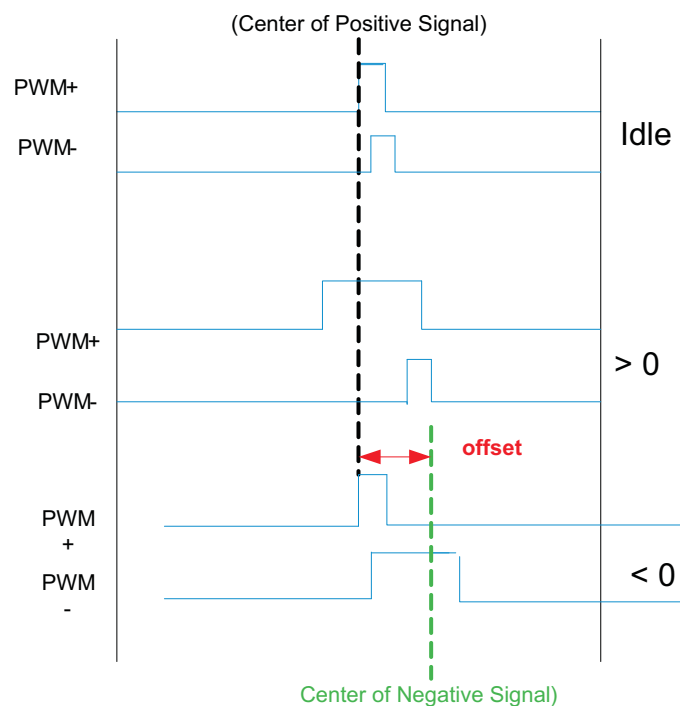 (Center of Positive Signal)
PWM+
Idle
PWM-
PWM+
> 0
PWM-
offset
PWM
+
< 0
PWM
-
Center of Negative Signal)